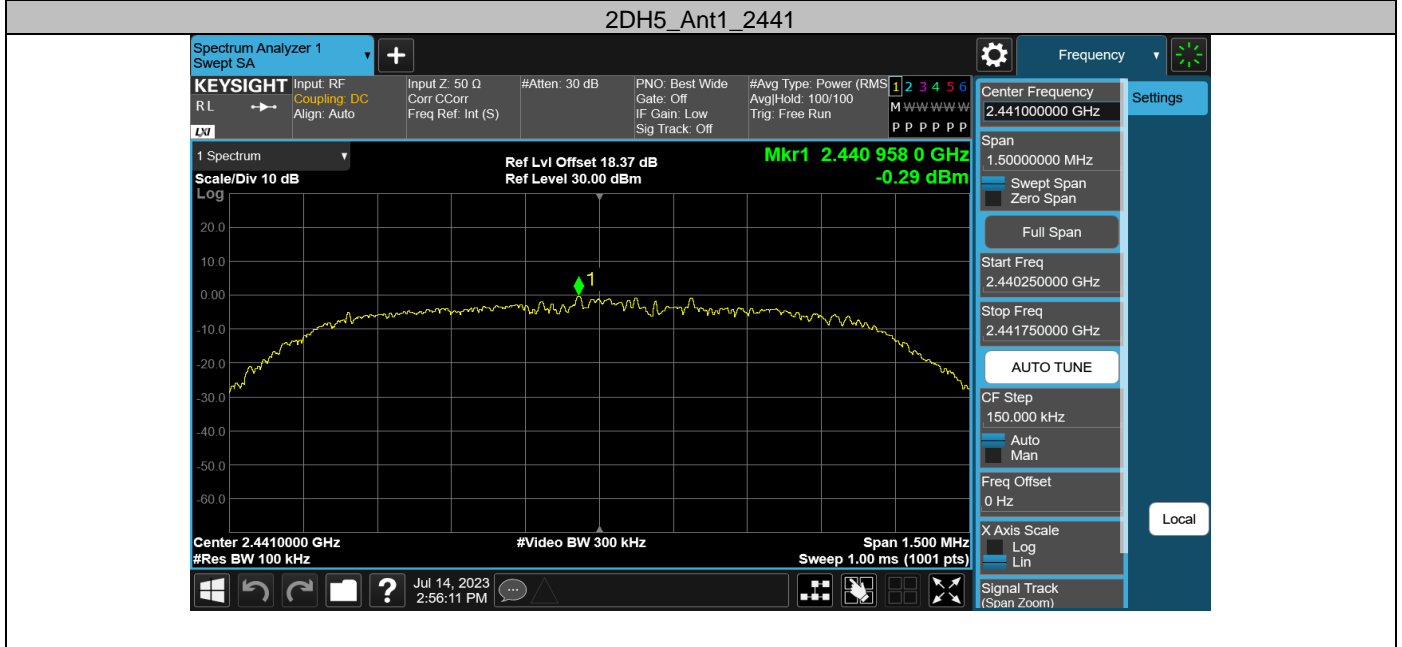 2DH5_Ant1_2441
Spectrum Analyzer 1
Swept SA
+
Frequency
KEYSIGHT
RL
LXI
Input: RF
Coupling: DC
Align: Auto
Input Z: 50 Ω
Corr CCorr
Freq Ref: Int (S)
#Atten: 30 dB
PNO: Best Wide
Gate: Off
IF Gain: Low
Sig Track: Off
#Avg Type: Power (RMS
Avg|Hold: 100/100
Trig: Free Run
1 2 3 4 5 6
M W W W W W
P P P P P P
Center Frequency
2.441000000 GHz
Settings
Span
1.50000000 MHz
Swept Span
Zero Span
Full Span
Start Freq
2.440250000 GHz
Stop Freq
2.441750000 GHz
AUTO TUNE
CF Step
150.000 kHz
Auto
Man
Freq Offset
0 Hz
X Axis Scale
Log
Lin
Signal Track
(Span Zoom)
Local
1 Spectrum
Scale/Div 10 dB
Log
Ref Lvl Offset 18.37 dB
Ref Level 30.00 dBm
Mkr1 2.440 958 0 GHz
-0.29 dBm
20.0
10.0
0.00
-10.0
-20.0
-30.0
-40.0
-50.0
-60.0
1
Center 2.4410000 GHz
#Res BW 100 kHz
#Video BW 300 kHz
Span 1.500 MHz
Sweep 1.00 ms (1001 pts)
?
Jul 14, 2023
2:56:11 PM